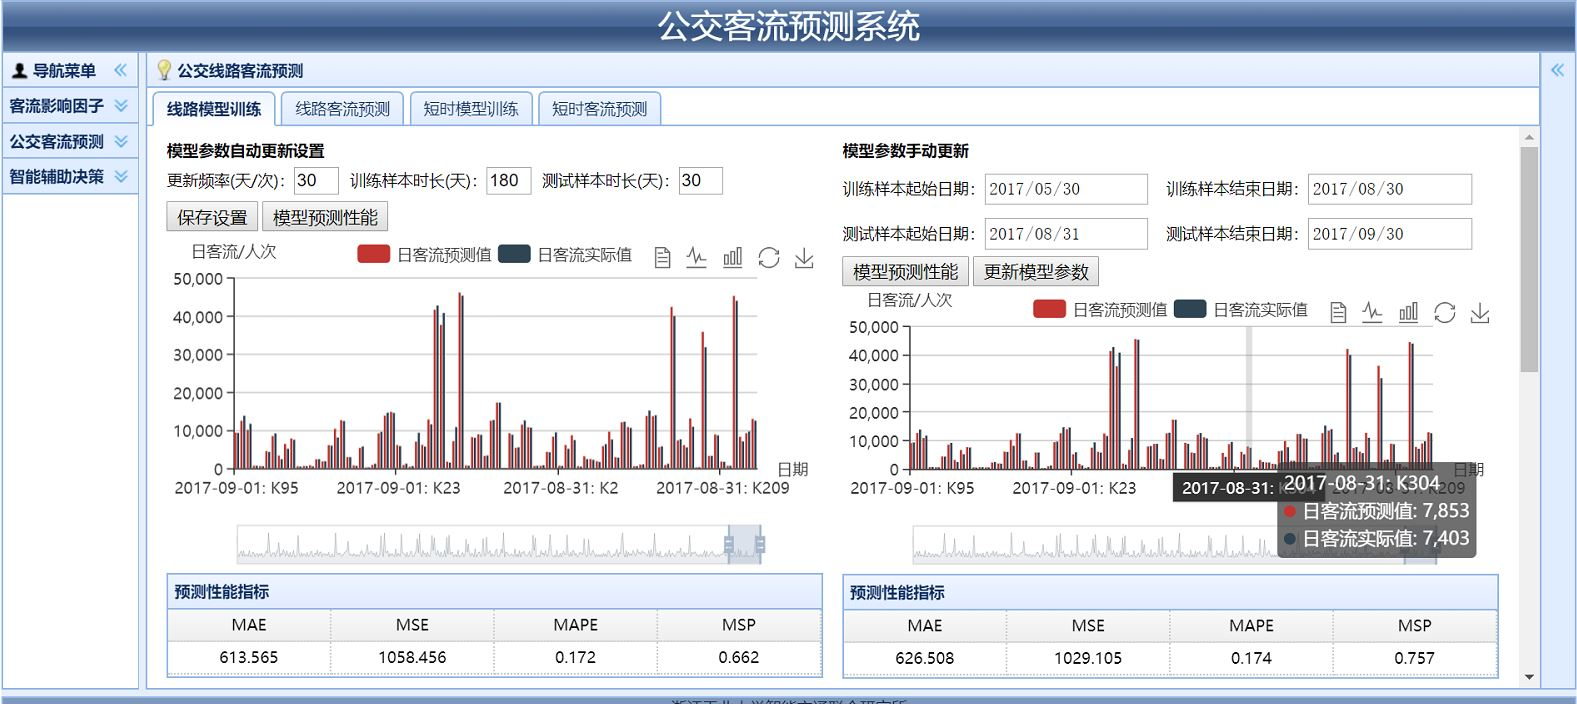 公交客流预测系统
导航菜单
客流影响因子
公交客流预测
智能辅助决策
公交线路客流预测
线路模型训练 线路客流预测 短时模型训练 短时客流预测
模型参数自动更新设置
更新频率(天/次): 30 训练样本时长(天): 180 测试样本时长(天): 30
保存设置 模型预测性能
日客流/人次 日客流预测值 日客流实际值
50,000
40,000
30,000
20,000
10,000
0
日期
2017-09-01: K95 2017-09-01: K23 2017-08-31: K2 2017-08-31: K209
预测性能指标
MAE MSE MAPE MSP
613.565 1058.456 0.172 0.662
模型参数手动更新
训练样本起始日期: 2017/05/30 训练样本结束日期: 2017/08/30
测试样本起始日期: 2017/08/31 测试样本结束日期: 2017/09/30
模型预测性能 更新模型参数
日客流/人次 日客流预测值 日客流实际值
50,000
40,000
30,000
20,000
10,000
0
日期
2017-09-01: K95 2017-09-01: K23 2017-08-31: K304 2017-08-31: K209
2017-08-31: K304
日客流预测值: 7,853
日客流实际值: 7,403
预测性能指标
MAE MSE MAPE MSP
626.508 1029.105 0.174 0.757